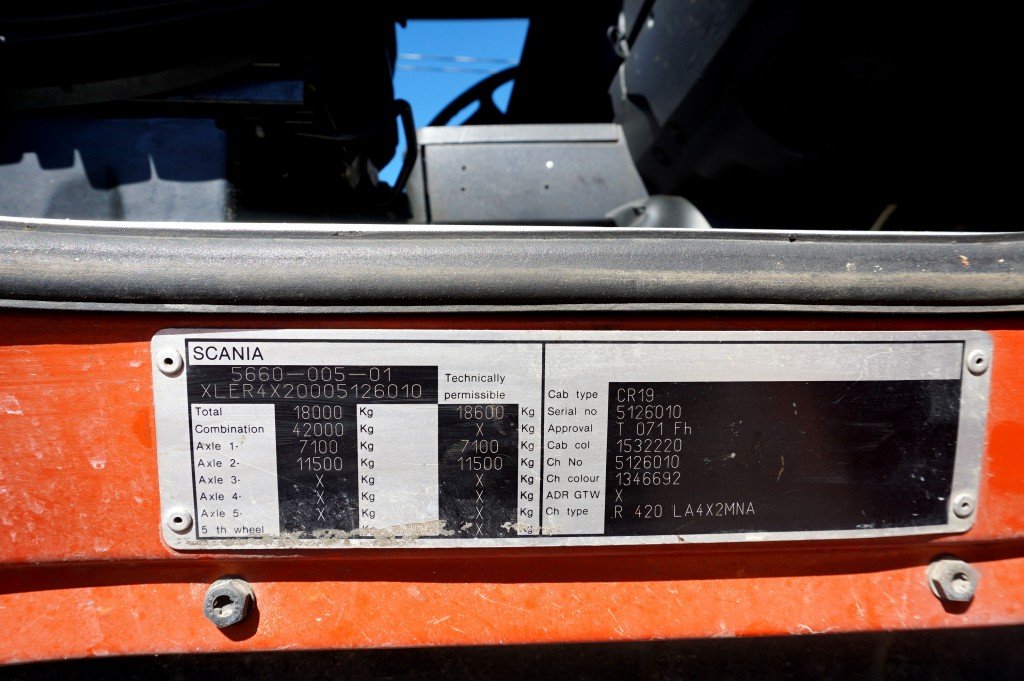 SCANIA
5660-005-01
XLER4X20005126010
Technically
permissible
Total 18000 Kg 18600 Kg
Combination 42000 Kg X Kg
Axle 1- 7100 Kg 7100 Kg
Axle 2- 11500 Kg 11500 Kg
Axle 3- X Kg X Kg
Axle 4- X Kg X Kg
Axle 5- X Kg X Kg
5 th wheel X Kg
Cab type CR19
Serial no 5126010
Approval T 071 Fh
Cab col 1532220
Ch No 5126010
Ch colour 1346692
ADR GTW X
Ch type R 420 LA4X2MNA